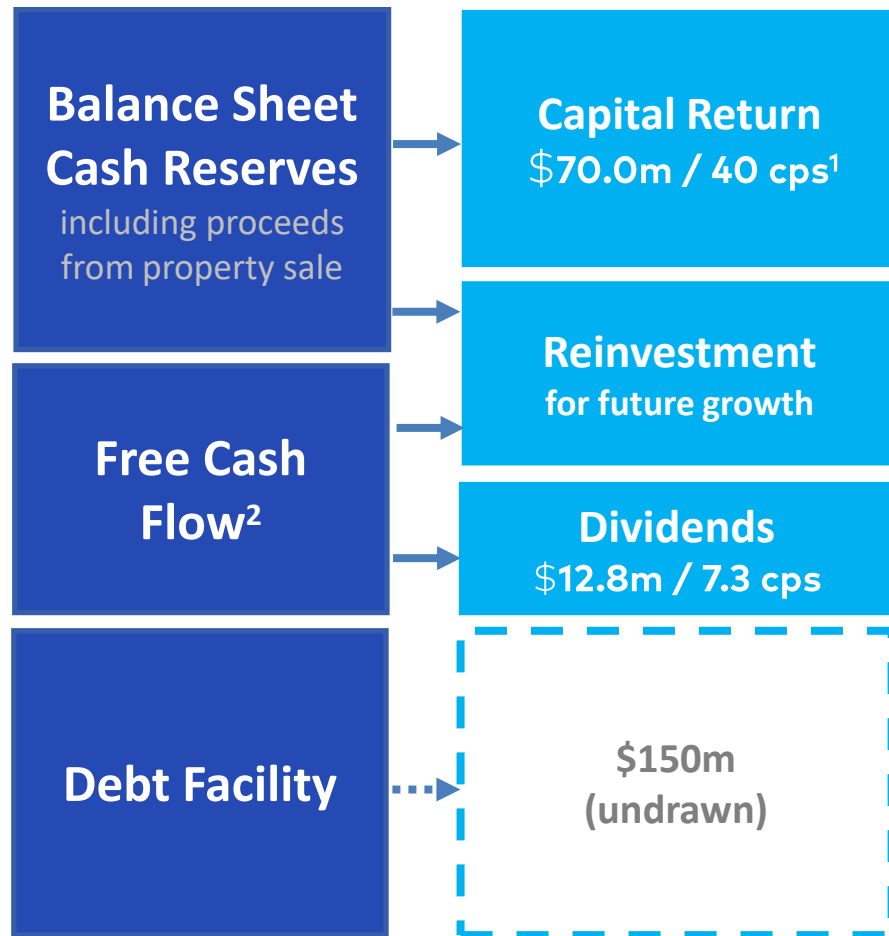 Balance Sheet
Cash Reserves
including proceeds
from property sale
Capital Return
$70.0m / 40 cps¹
Reinvestment
for future growth
Free Cash
Flow²
Dividends
$12.8m / 7.3 cps
Debt Facility
$150m
(undrawn)